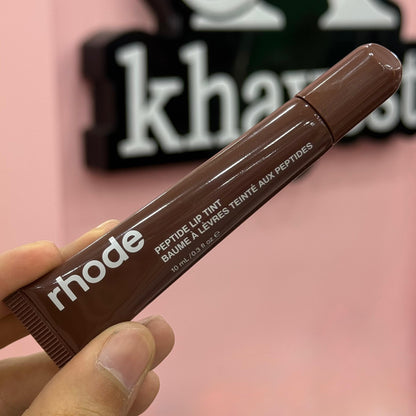 rhode
PEPTIDE LIP TINT
BAUME À LÈVRES TEINTÉ AUX PEPTIDES
10 mL / 0.3 fl oz e